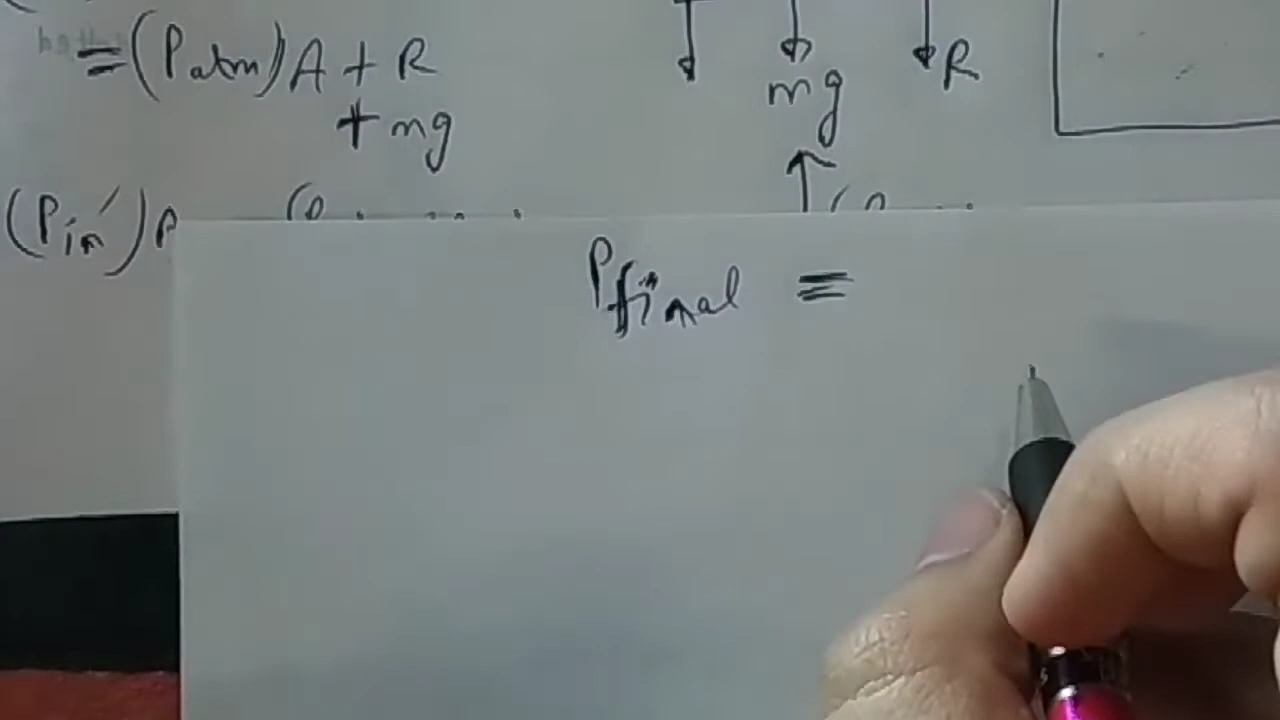 =(Patm)A + R
+ mg
mg
R
(Pin')A
Pfinal =